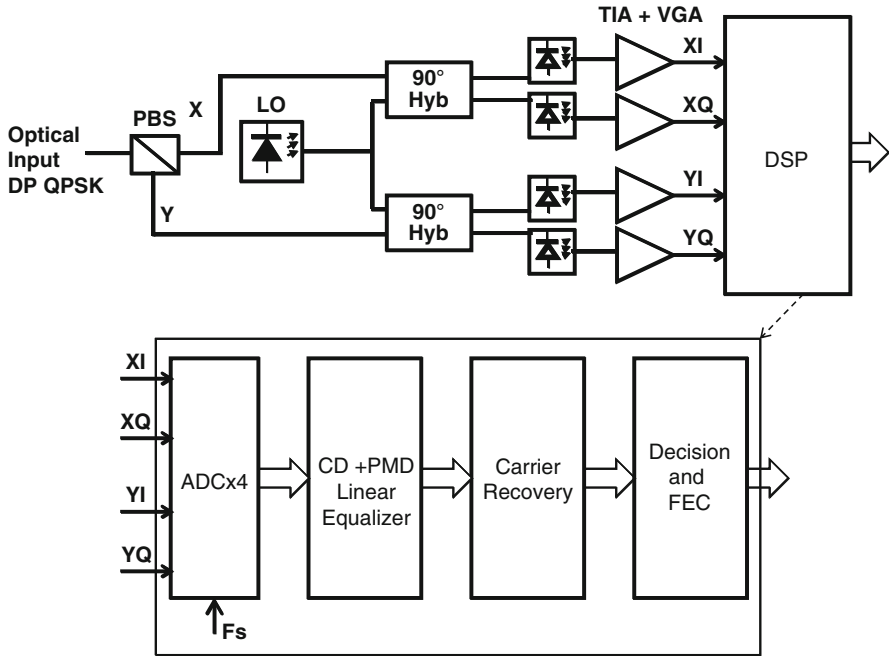 TIA + VGA
XI
90°
Hyb
X
LO
PBS
XQ
Optical
Input
DP QPSK
DSP
YI
Y
90°
Hyb
YQ
XI
XQ
YI
YQ
ADCx4
CD +PMD
Linear
Equalizer
Carrier
Recovery
Decision
and
FEC
Fs